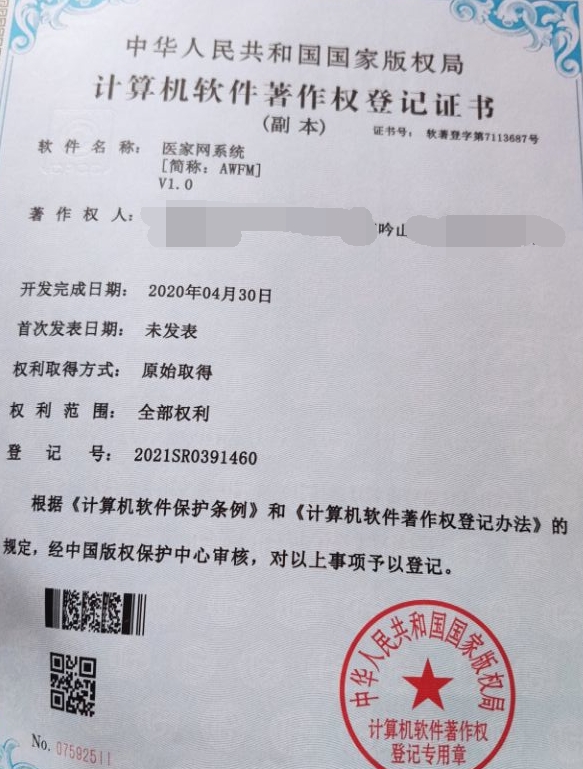 中华人民共和国国家版权局
计算机软件著作权登记证书
(副本)
证书号： 软著登字第7113687号
软件名称： 医家网系统
[简称：AWFM]
V1.0
著作权人：
吟山
开发完成日期： 2020年04月30日
首次发表日期： 未发表
权利取得方式： 原始取得
权利范围： 全部权利
登记号： 2021SR0391460
根据《计算机软件保护条例》和《计算机软件著作权登记办法》的
规定，经中国版权保护中心审核，对以上事项予以登记。
中华人民共和国国家版权局
计算机软件著作权
登记专用章
No. 07592511